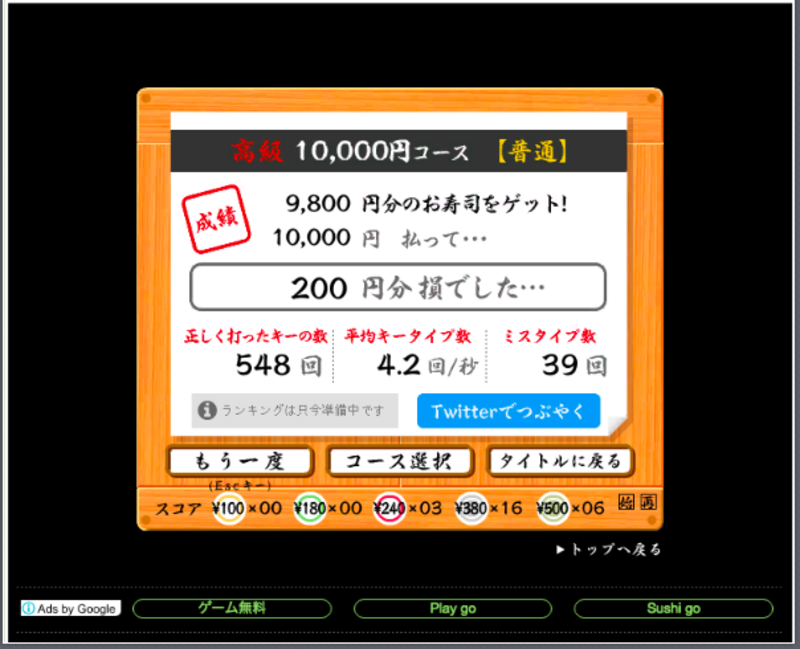 高級 10,000円コース 【普通】
成績
9,800 円分のお寿司をゲット!
10,000 円 払って…
200 円分 損でした…
正しく打ったキーの数 平均キータイプ数 ミスタイプ数
548 回 4.2 回/秒 39 回
ランキングは只今準備中です Twitterでつぶやく
もう一度 コース選択 タイトルに戻る
(Escキー)
スコア ¥100×00 ¥180×00 ¥240×03 ¥380×16 ¥500×06
▶トップへ戻る
Ads by Google ゲーム無料 Play go Sushi go